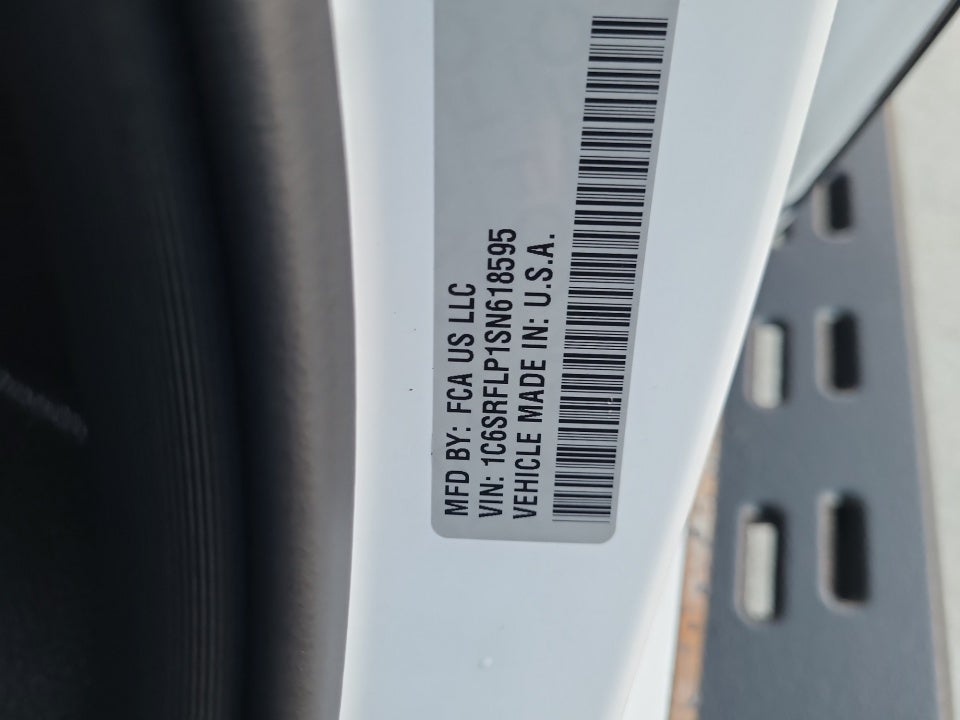 MFD BY: FCA US LLC
VIN: 1C6SRFLP1SN618595
VEHICLE MADE IN: U.S.A.